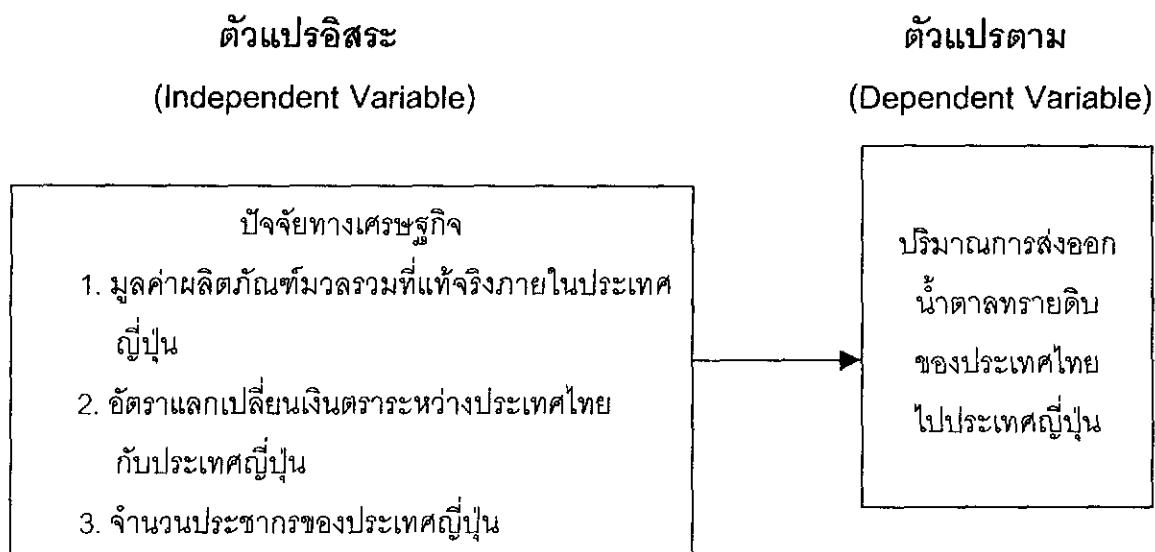 ตัวแปรอิสระ
(Independent Variable)
ปัจจัยทางเศรษฐกิจ
1. มูลค่าผลิตภัณฑ์มวลรวมที่แท้จริงภายในประเทศ
ญี่ปุ่น
2. อัตราแลกเปลี่ยนเงินตราระหว่างประเทศไทย
กับประเทศญี่ปุ่น
3. จำนวนประชากรของประเทศญี่ปุ่น
ตัวแปรตาม
(Dependent Variable)
ปริมาณการส่งออก
น้ำตาลทรายดิบ
ของประเทศไทย
ไปประเทศญี่ปุ่น